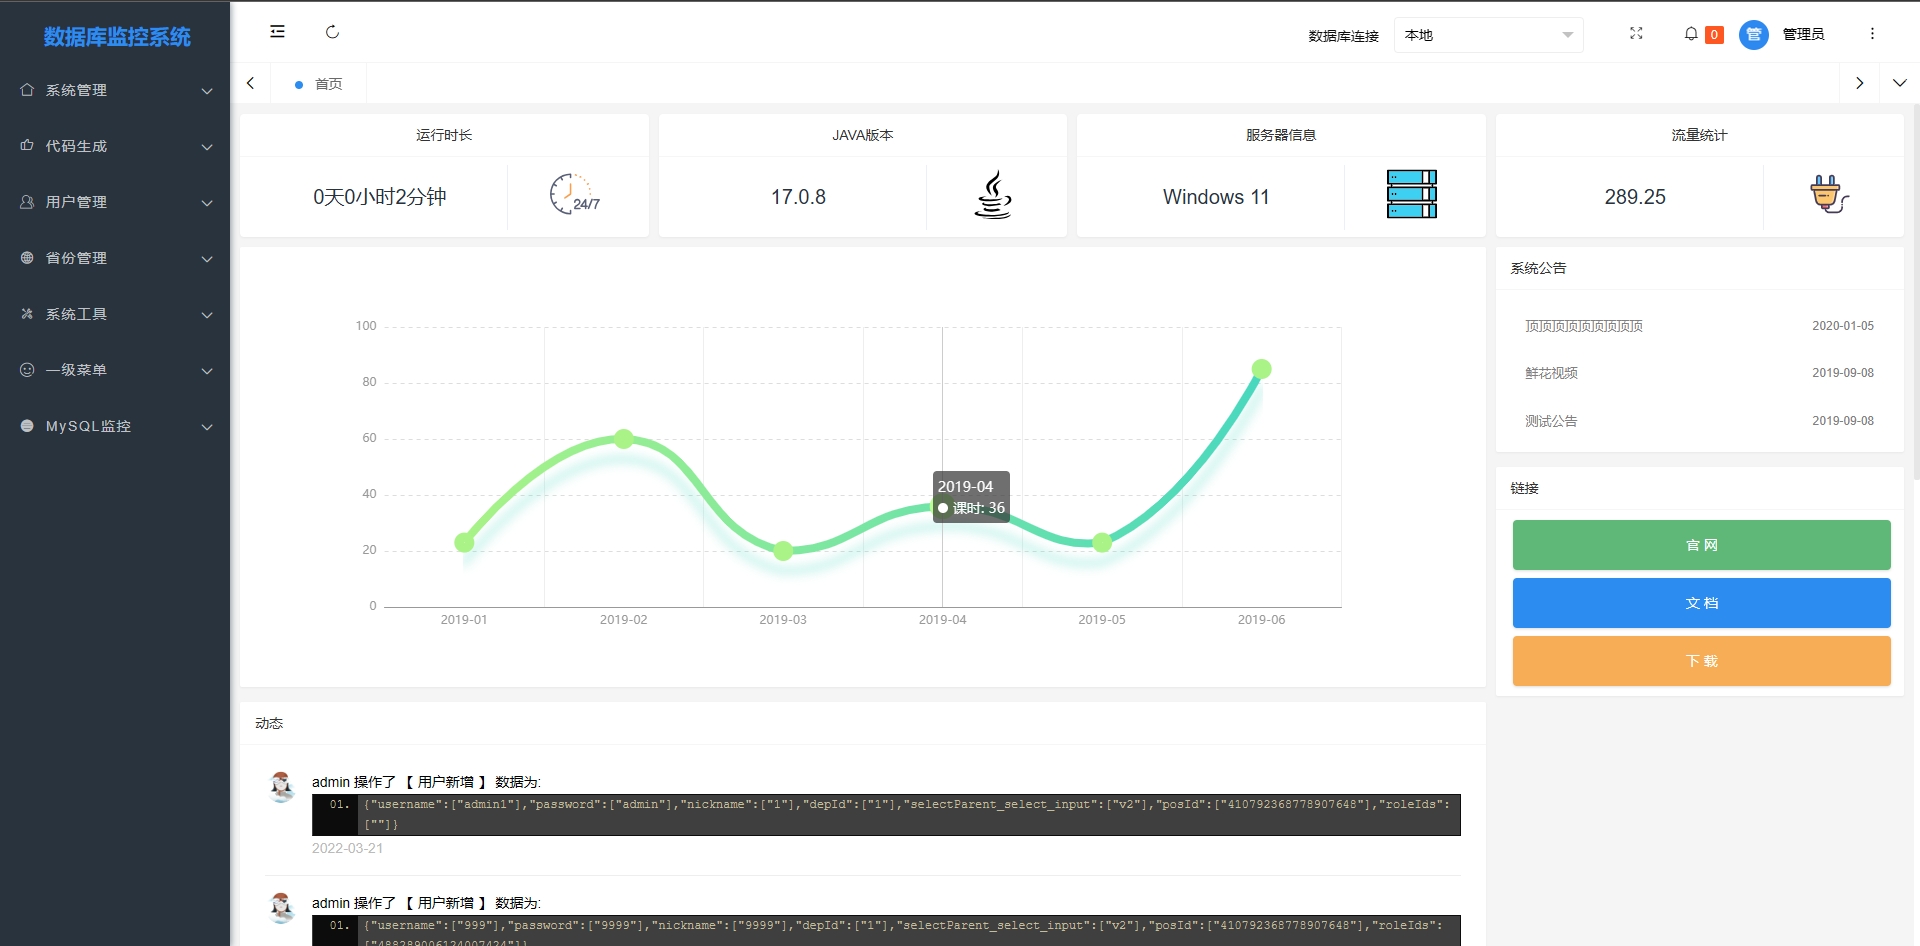 数据库监控系统
系统管理
代码生成
用户管理
省份管理
系统工具
一级菜单
MySQL监控
数据库连接
本地
0
管
管理员
首页
运行时长
0天0小时2分钟
24/7
JAVA版本
17.0.8
服务器信息
Windows 11
流量统计
289.25
100
80
60
40
20
0
2019-01
2019-02
2019-03
2019-04
2019-05
2019-06
2019-04
课时: 36
系统公告
顶顶顶顶顶顶顶顶顶 2020-01-05
鲜花视频 2019-09-08
测试公告 2019-09-08
链接
官 网
文 档
下 载
动态
admin 操作了 【 用户新增 】 数据为:
01. {"username":["admin1"],"password":["admin"],"nickname":["1"],"depId":["1"],"selectParent_select_input":["v2"],"posId":["410792368778907648"],"roleIds":
[""]}
2022-03-21
admin 操作了 【 用户新增 】 数据为:
01. {"username":["999"],"password":["9999"],"nickname":["9999"],"depId":["1"],"selectParent_select_input":["v2"],"posId":["410792368778907648"],"roleIds":